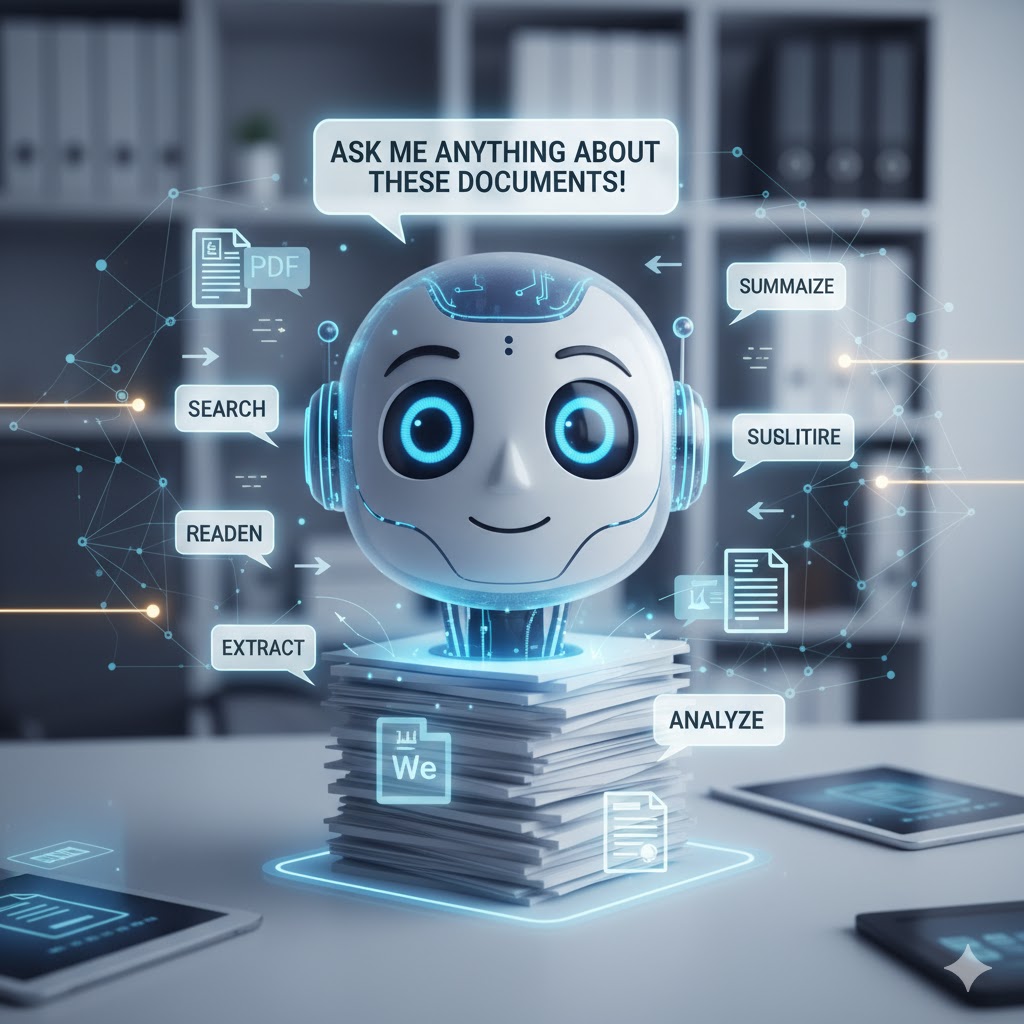 ASK ME ANYTHING ABOUT
THESE DOCUMENTS!
PDF
SUMMAIZE
SEARCH
SUSLITIRE
READEN
EXTRACT
ANALYZE
We